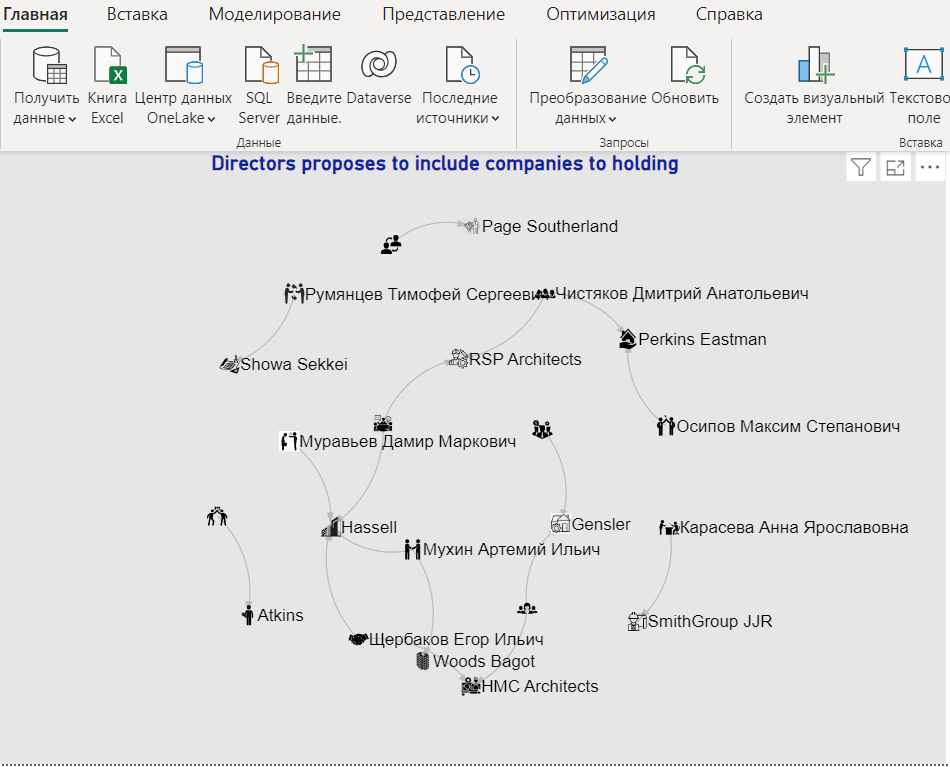 Главная Вставка Моделирование Представление Оптимизация Справка
Получить Книга Центр данных SQL Введите Dataverse Последние Преобразование Обновить Создать визуальный Текстово
данные Excel OneLake Server данные. источники данных элемент поле
Данные Запросы Вставка
Directors proposes to include companies to holding
Page Southerland
Румянцев Тимофей Сергееви Чистяков Дмитрий Анатольевич
Perkins Eastman
RSP Architects
Showa Sekkei
Осипов Максим Степанович
Муравьев Дамир Маркович
Hassell Gensler Карасева Анна Ярославовна
Мухин Артемий Ильич
Atkins
SmithGroup JJR
Щербаков Егор Ильич
Woods Bagot
HMC Architects